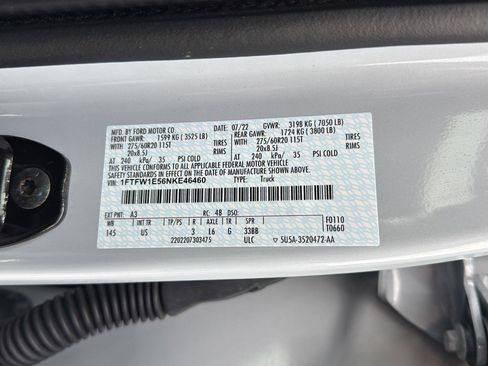 MFD. BY FORD MOTOR CO. 07/22 GVWR: 3198 KG ( 7050 LB)
FRONT GAWR: 1599 KG ( 3525 LB) REAR GAWR: 1724 KG ( 3800 LB)
WITH 275/60R20 115T TIRES WITH 275/60R20 115T TIRES
20x8.5J RIMS 20x8.5J RIMS
AT 240 kPa/ 35 PSI COLD AT 240 kPa/ 35 PSI COLD
THIS VEHICLE CONFORMS TO ALL APPLICABLE FEDERAL MOTOR VEHICLE
SAFETY STANDARDS IN EFFECT ON THE DATE OF MANUFACTURE SHOWN ABOVE.
VIN: 1FTFW1E56NKE46460 TYPE: Truck
F0110
T0660
EXT PNT: A3 RC: 48 DSO:
WB INT TR TP/PS R AXLE TR SPR
145 US 3 L6 G 33BB
2202207303475 ULC 5U5A-3520472-AA